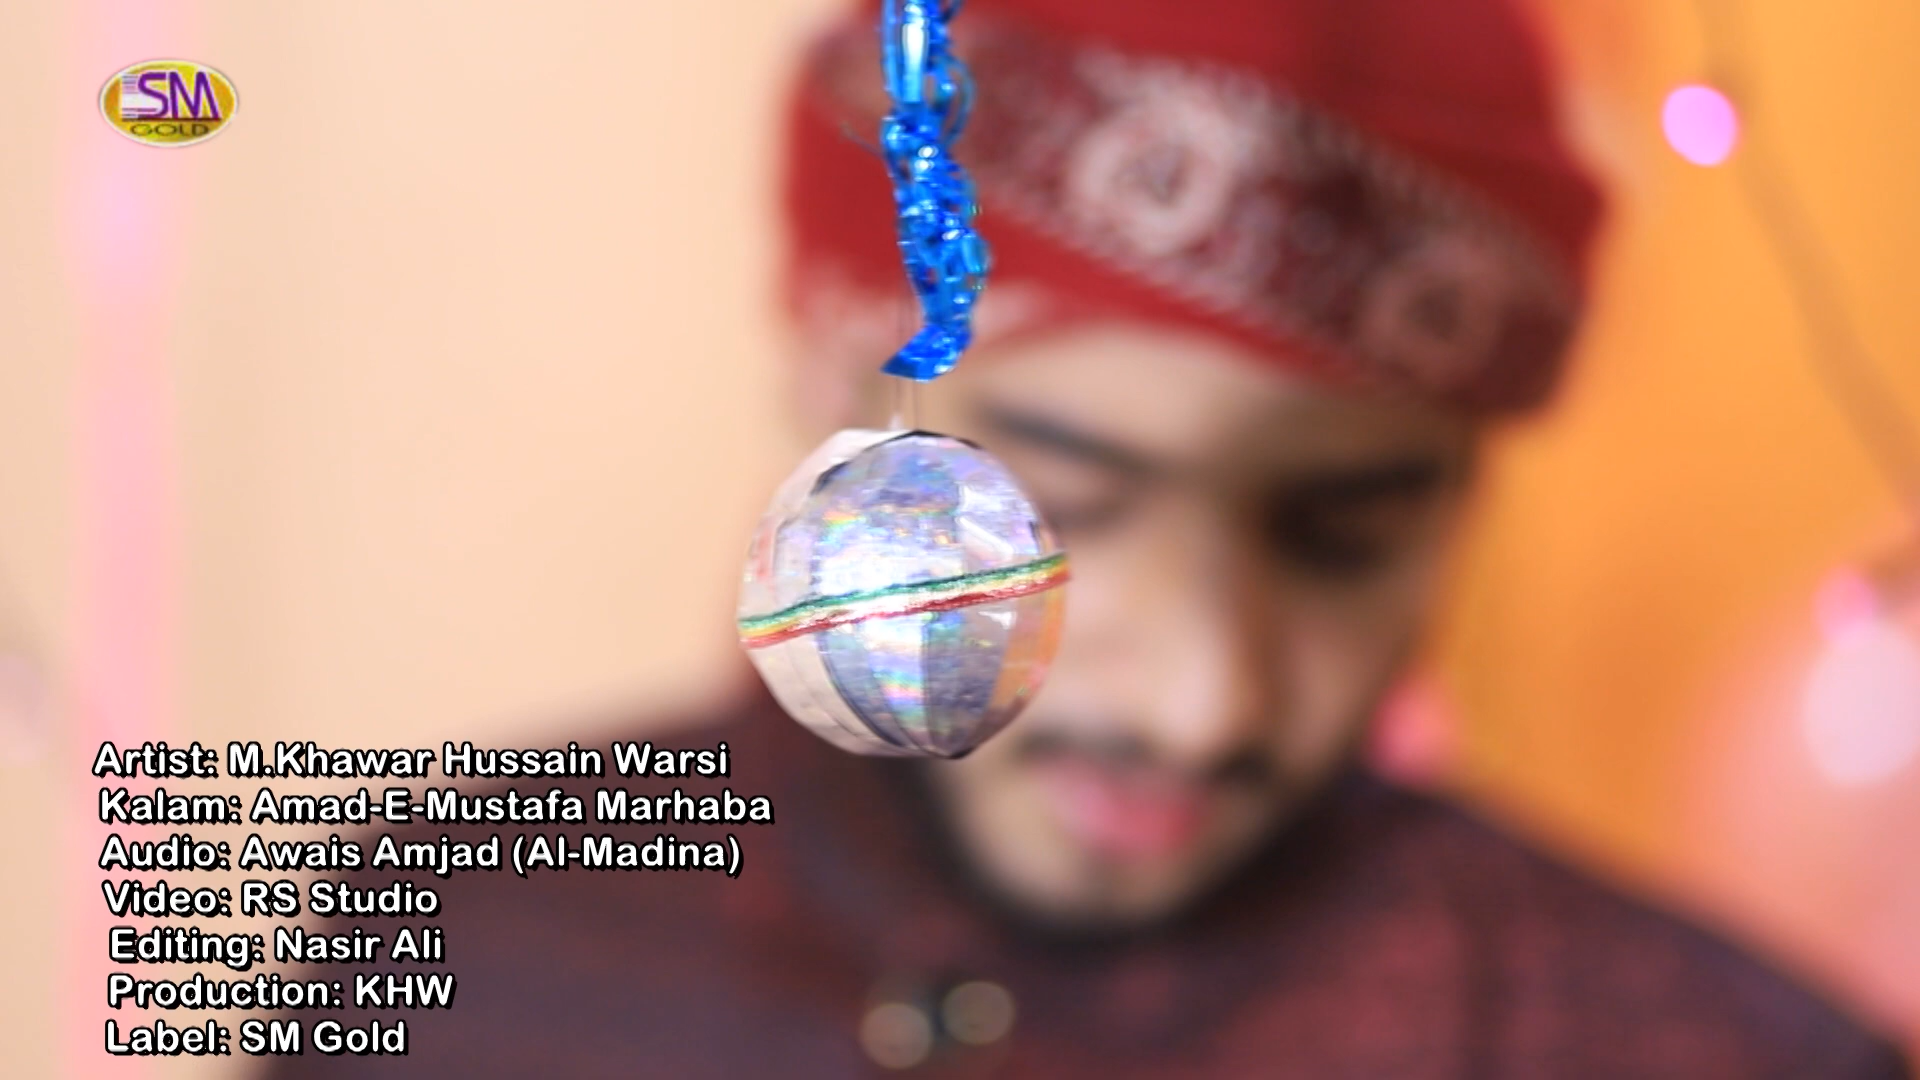 SM
GOLD
Artist: M.Khawar Hussain Warsi
Kalam: Amad-E-Mustafa Marhaba
Audio: Awais Amjad (Al-Madina)
Video: RS Studio
Editing: Nasir Ali
Production: KHW
Label: SM Gold